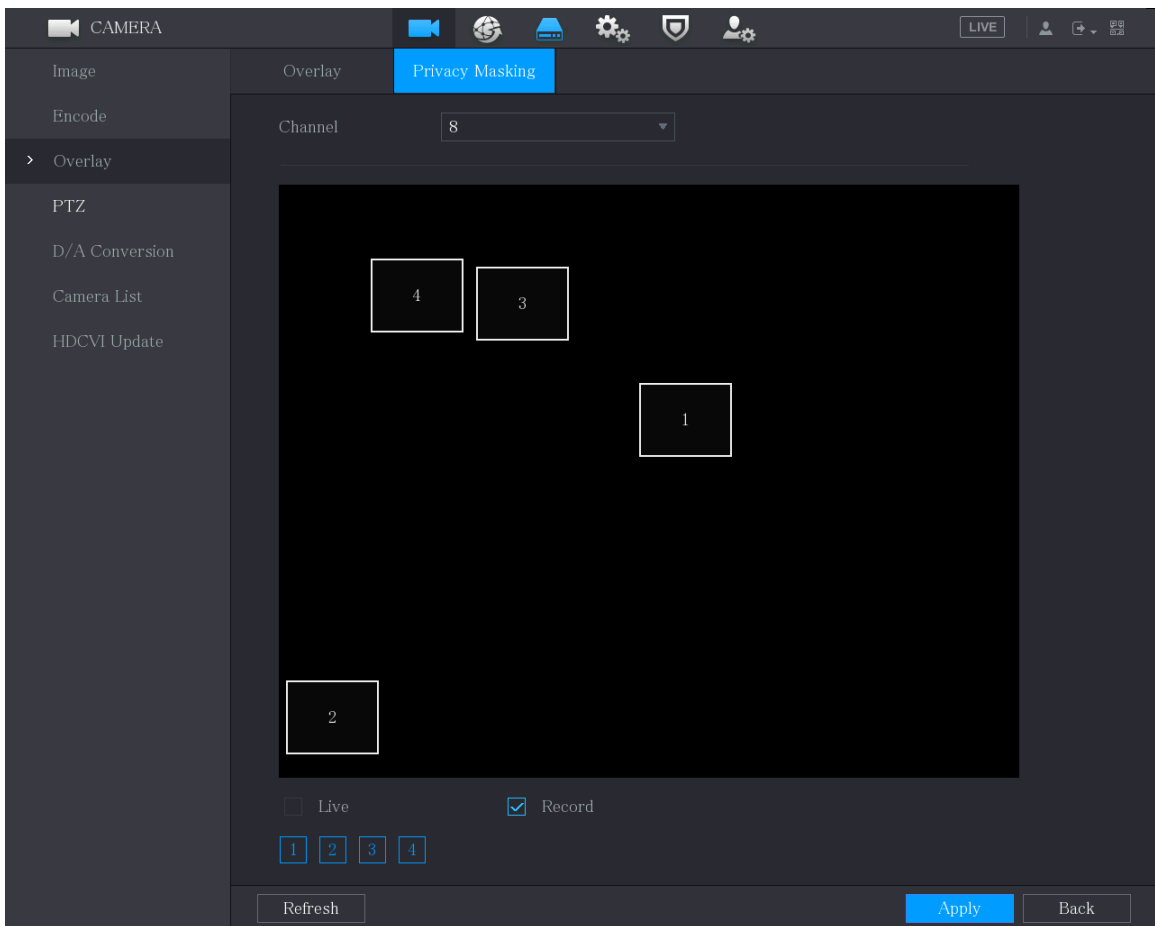 CAMERA
LIVE
Image
Encode
Overlay
PTZ
D/A Conversion
Camera List
HDCVI Update
Overlay Privacy Masking
Channel 8
4 3
1
2
Live Record
1 2 3 4
Refresh Apply Back